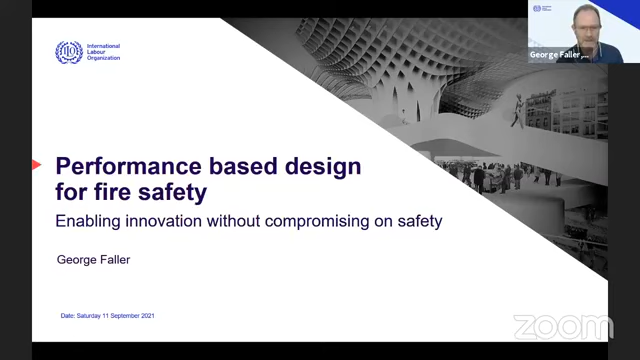 International
Labour
Organization
George Faller,...
Performance based design
for fire safety
Enabling innovation without compromising on safety
George Faller
Date: Saturday 11 September 2021
zoom